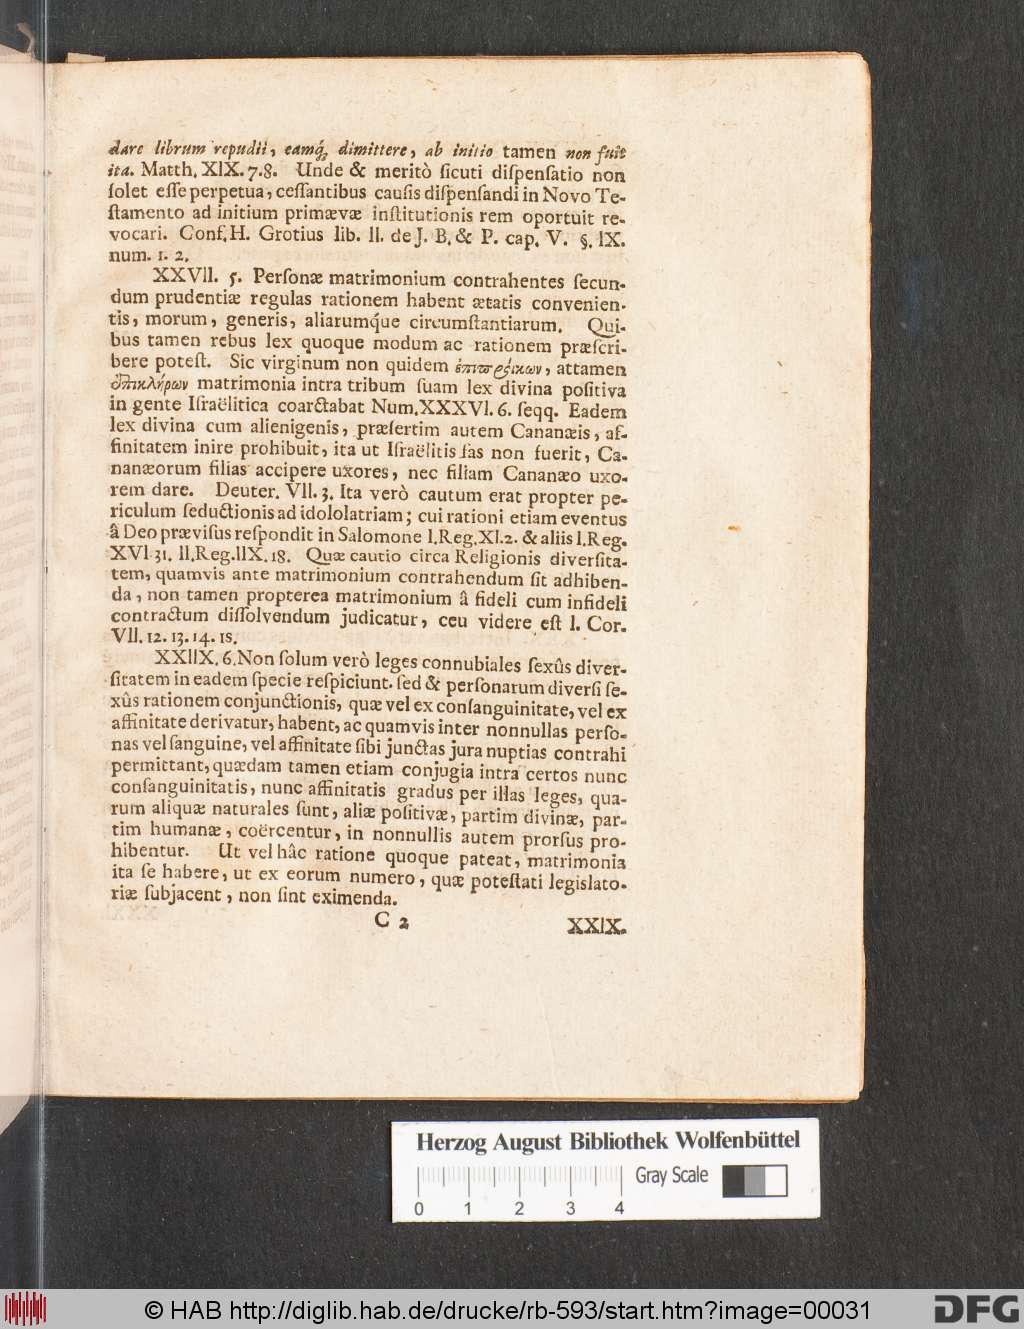 dare librum repudii, eamq́; dimittere, ab initio tamen non fuit
ita. Matth. XIX. 7. 8. Unde & meritò ſicuti diſpenſatio non
ſolet eſſe perpetua, ceſſantibus cauſis diſpenſandi in Novo Te-
ſtamento ad initium primævæ inſtitutionis rem oportuit re-
vocari. Conf. H. Grotius lib. II. de J. B. & P. cap. V. §. IX.
num. 1. 2.
XXVII. 5. Perſonæ matrimonium contrahentes ſecun-
dum prudentiæ regulas rationem habent ætatis convenien-
tis, morum, generis, aliarumq́ue circumſtantiarum. Qui-
bus tamen rebus lex quoque modum ac rationem præſcri-
bere poteſt. Sic virginum non quidem attamen
ἐπικλήρων matrimonia intra tribum ſuam lex divina poſitiva
in gente Iſraëlitica coarctabat Num. XXXVI. 6. ſeqq. Eadem
lex divina cum alienigenis, præſertim autem Cananæis, af-
finitatem inire prohibuit, ita ut Iſraëlitis fas non fuerit, Ca-
nanæorum filias accipere uxores, nec filiam Cananæo uxo-
rem dare. Deuter. VII. 3. Ita verò cautum erat propter pe-
riculum ſeductionis ad idololatriam; cui rationi etiam eventus
â Deo prævifus reſpondit in Salomone I. Reg. XI. 2. & aliis I. Reg.
XVI 31. II. Reg. IIX. 18. Quæ cautio circa Religionis diverſita-
tem, quamvis ante matrimonium contrahendum ſit adhiben-
da, non tamen propterea matrimonium â fideli cum infideli
contractum diſſolvendum judicatur, ceu videre eſt I. Cor.
VII. 12. 13. 14. 15.
XXIIX. 6. Non ſolum verò leges connubiales ſexûs diver-
ſitatem in eadem ſpecie reſpiciunt. ſed & perſonarum diverſi ſe-
xûs rationem conjunctionis, quæ vel ex conſanguinitate, vel ex
affinitate derivatur, habent, ac quamvis inter nonnullas perſo-
nas vel ſanguine, vel affinitate ſibi junctas jura nuptias contrahi
permittant, quædam tamen etiam conjugia intra certos nunc
conſanguinitatis, nunc affinitatis gradus per illas leges, qua-
rum aliquæ naturales ſunt, aliæ poſitivæ, partim divinæ, par-
tim humanæ, coërcentur, in nonnullis autem prorſus pro-
hibentur. Ut vel hâc ratione quoque pateat, matrimonia
ita ſe habere, ut ex eorum numero, quæ poteſtati legislato-
riæ ſubjacent, non ſint eximenda.
C 2 XXIX.
Herzog August Bibliothek Wolfenbüttel
Gray Scale
0 1 2 3 4
© HAB http://diglib.hab.de/drucke/rb-593/start.htm?image=00031
DFG